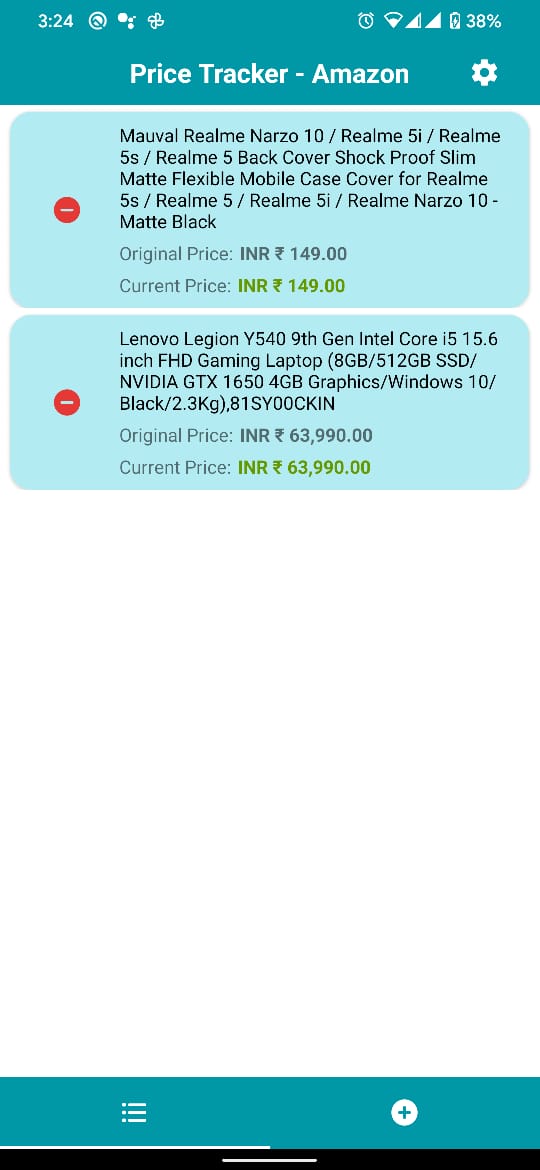 3:24
38%
Price Tracker - Amazon
Mauval Realme Narzo 10 / Realme 5i / Realme
5s / Realme 5 Back Cover Shock Proof Slim
Matte Flexible Mobile Case Cover for Realme
5s / Realme 5 / Realme 5i / Realme Narzo 10 -
Matte Black
Original Price: INR ₹ 149.00
Current Price: INR ₹ 149.00
Lenovo Legion Y540 9th Gen Intel Core i5 15.6
inch FHD Gaming Laptop (8GB/512GB SSD/
NVIDIA GTX 1650 4GB Graphics/Windows 10/
Black/2.3Kg),81SY00CKIN
Original Price: INR ₹ 63,990.00
Current Price: INR ₹ 63,990.00